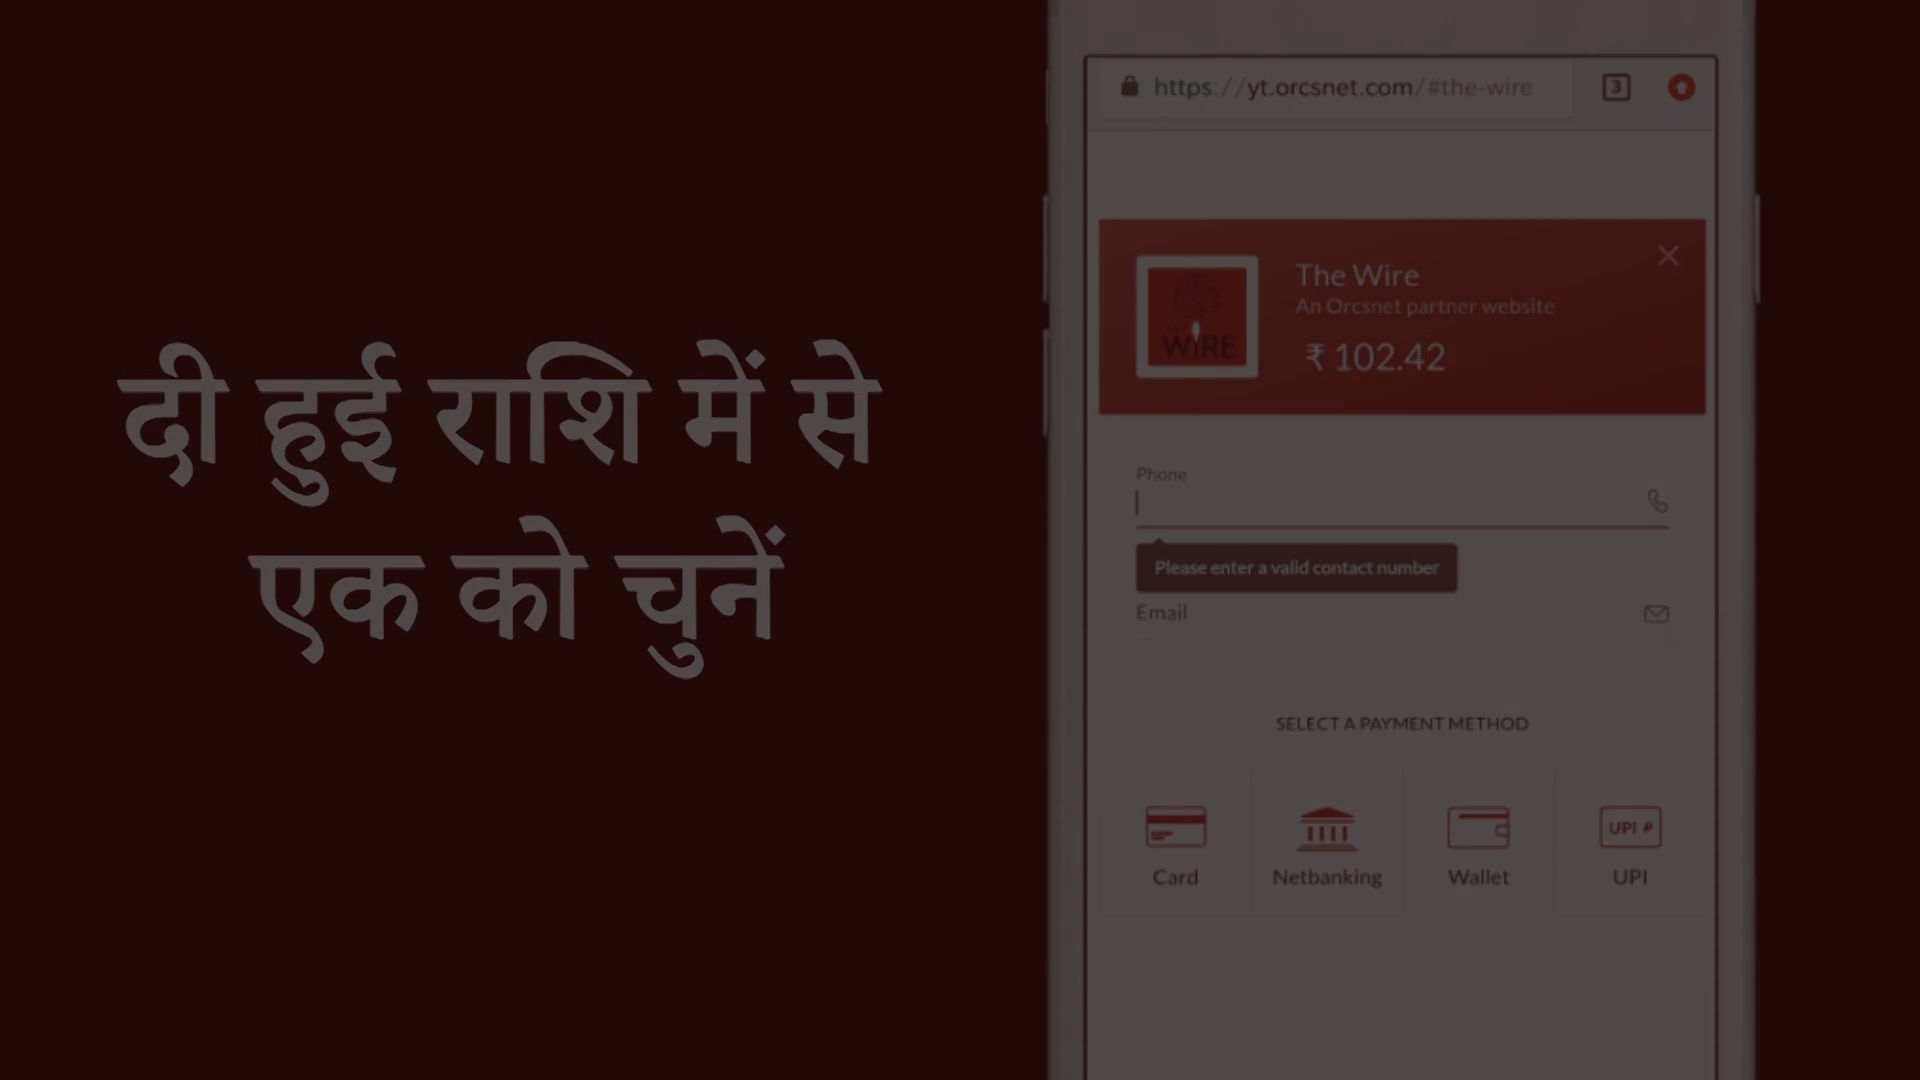 दी हुई राशि में से
एक को चुनें
https://yt.orcsnet.com/#the-wire
3
The Wire
An Orcsnet partner website
₹ 102.42
WIRE
Phone
Please enter a valid contact number
Email
SELECT A PAYMENT METHOD
Card
Netbanking
Wallet
UPI
UPI